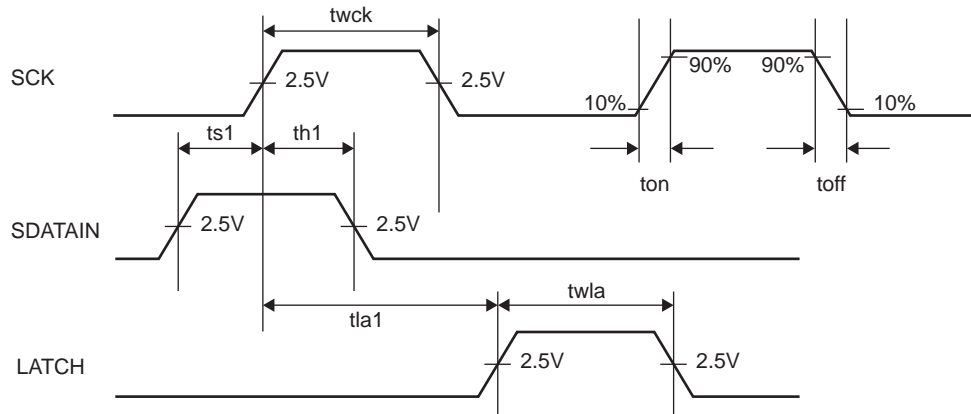 twck
SCK
2.5V
2.5V
10%
90%
90%
10%
ts1
th1
ton
toff
SDATAIN
2.5V
2.5V
tla1
twla
LATCH
2.5V
2.5V